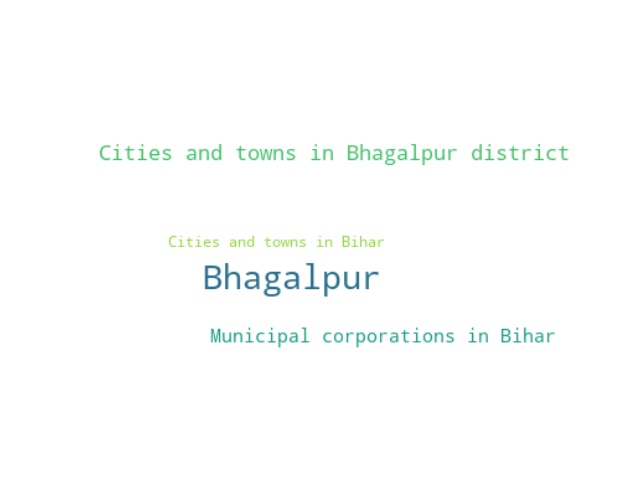 Cities and towns in Bhagalpur district
Cities and towns in Bihar
Bhagalpur
Municipal corporations in Bihar